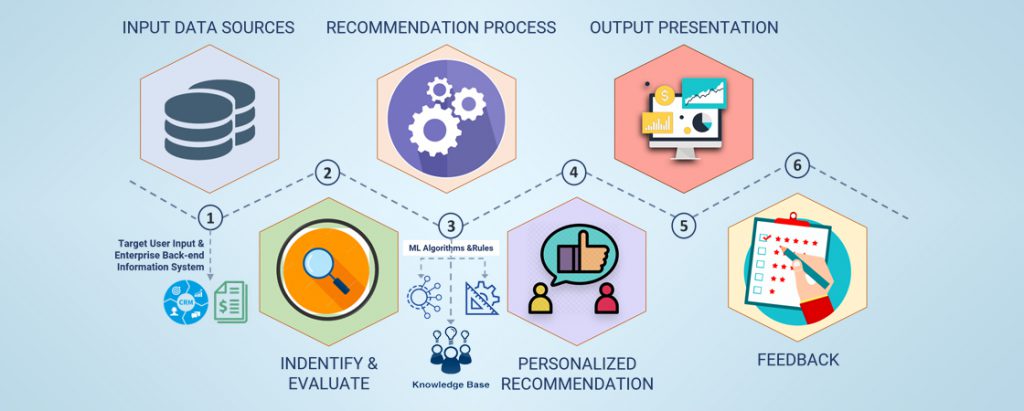 INPUT DATA SOURCES
RECOMMENDATION PROCESS
OUTPUT PRESENTATION
$
1
2
3
4
5
6
Target User Input &
Enterprise Back-end
Information System
CRM
$
ML Algorithms &Rules
Knowledge Base
INDENTIFY &
EVALUATE
PERSONALIZED
RECOMMENDATION
FEEDBACK